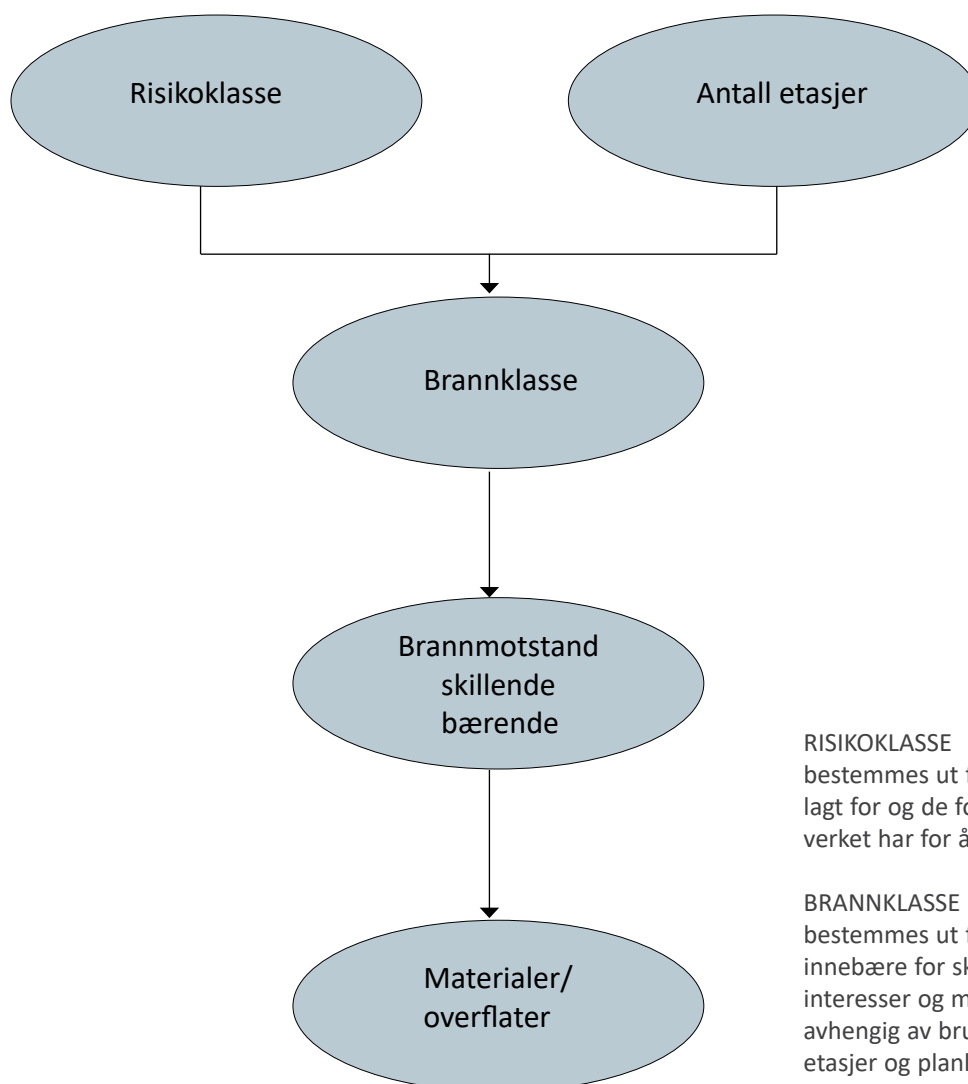 Risikoklasse
Antall etasjer
Brannklasse
Brannmotstand
skillende
bærende
Materialer/
overflater
RISIKOKLASSE
bestemmes ut
lagt for og de
verket har for å
BRANNKLASSE
bestemmes ut
innebære for
interesser og
avhengig av
etasjer og